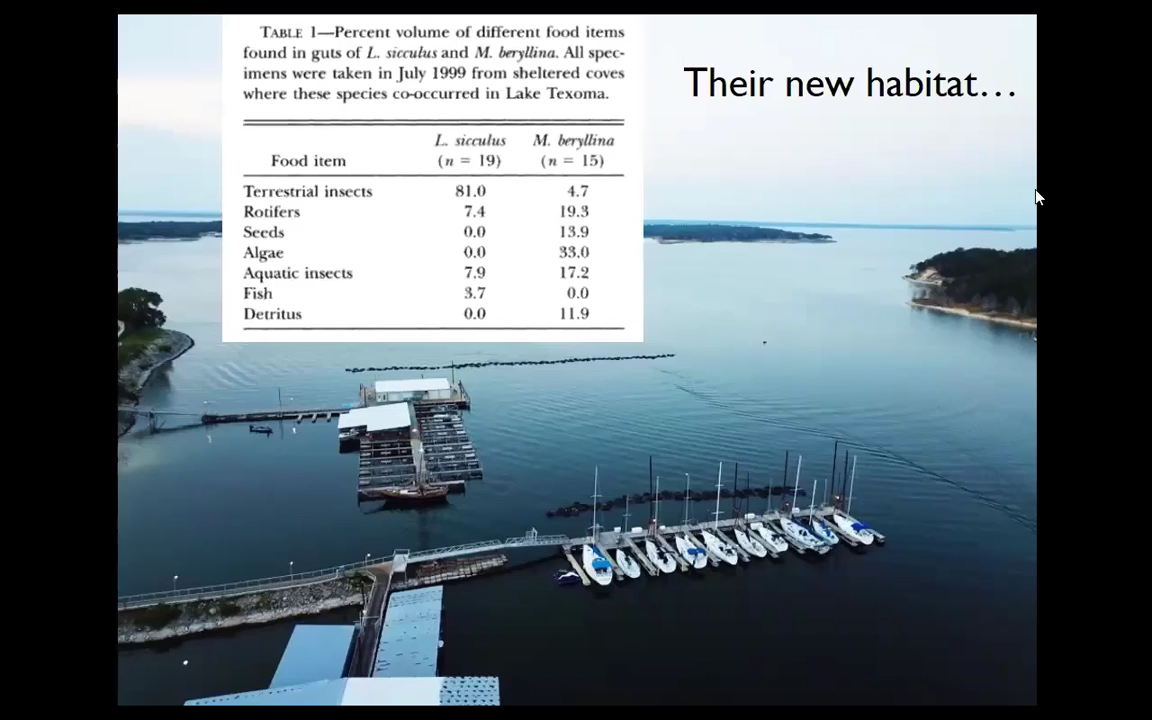 TABLE 1—Percent volume of different food items
found in guts of L. sicculus and M. beryllina. All spec-
imens were taken in July 1999 from sheltered coves
where these species co-occurred in Lake Texoma.
Their new habitat…
L. sicculus M. beryllina
Food item (n = 19) (n = 15)
Terrestrial insects 81.0 4.7
Rotifers 7.4 19.3
Seeds 0.0 13.9
Algae 0.0 33.0
Aquatic insects 7.9 17.2
Fish 3.7 0.0
Detritus 0.0 11.9